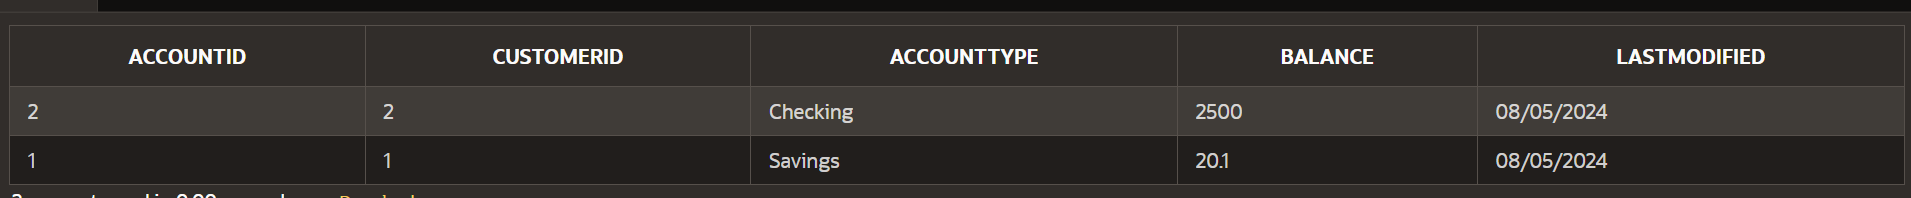 ACCOUNTID CUSTOMERID ACCOUNTTYPE BALANCE LASTMODIFIED
2 2 Checking 2500 08/05/2024
1 1 Savings 20.1 08/05/2024